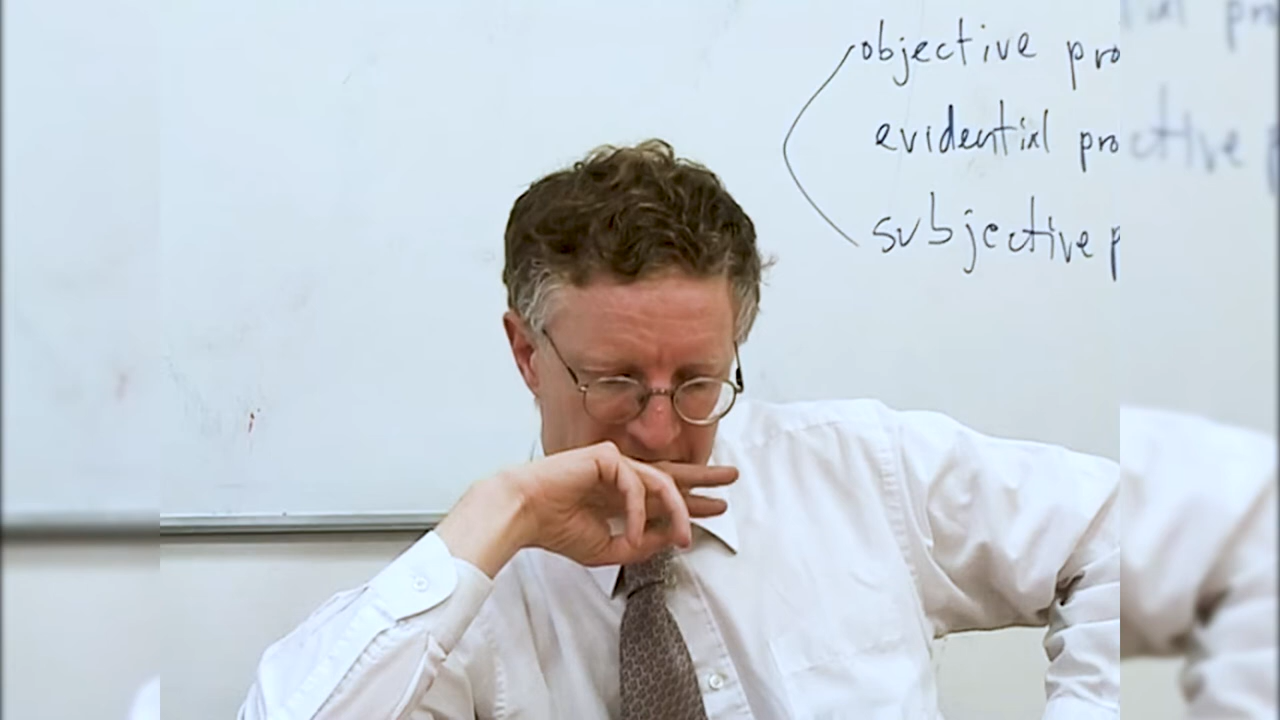 objective pro
evidential pro
subjective p